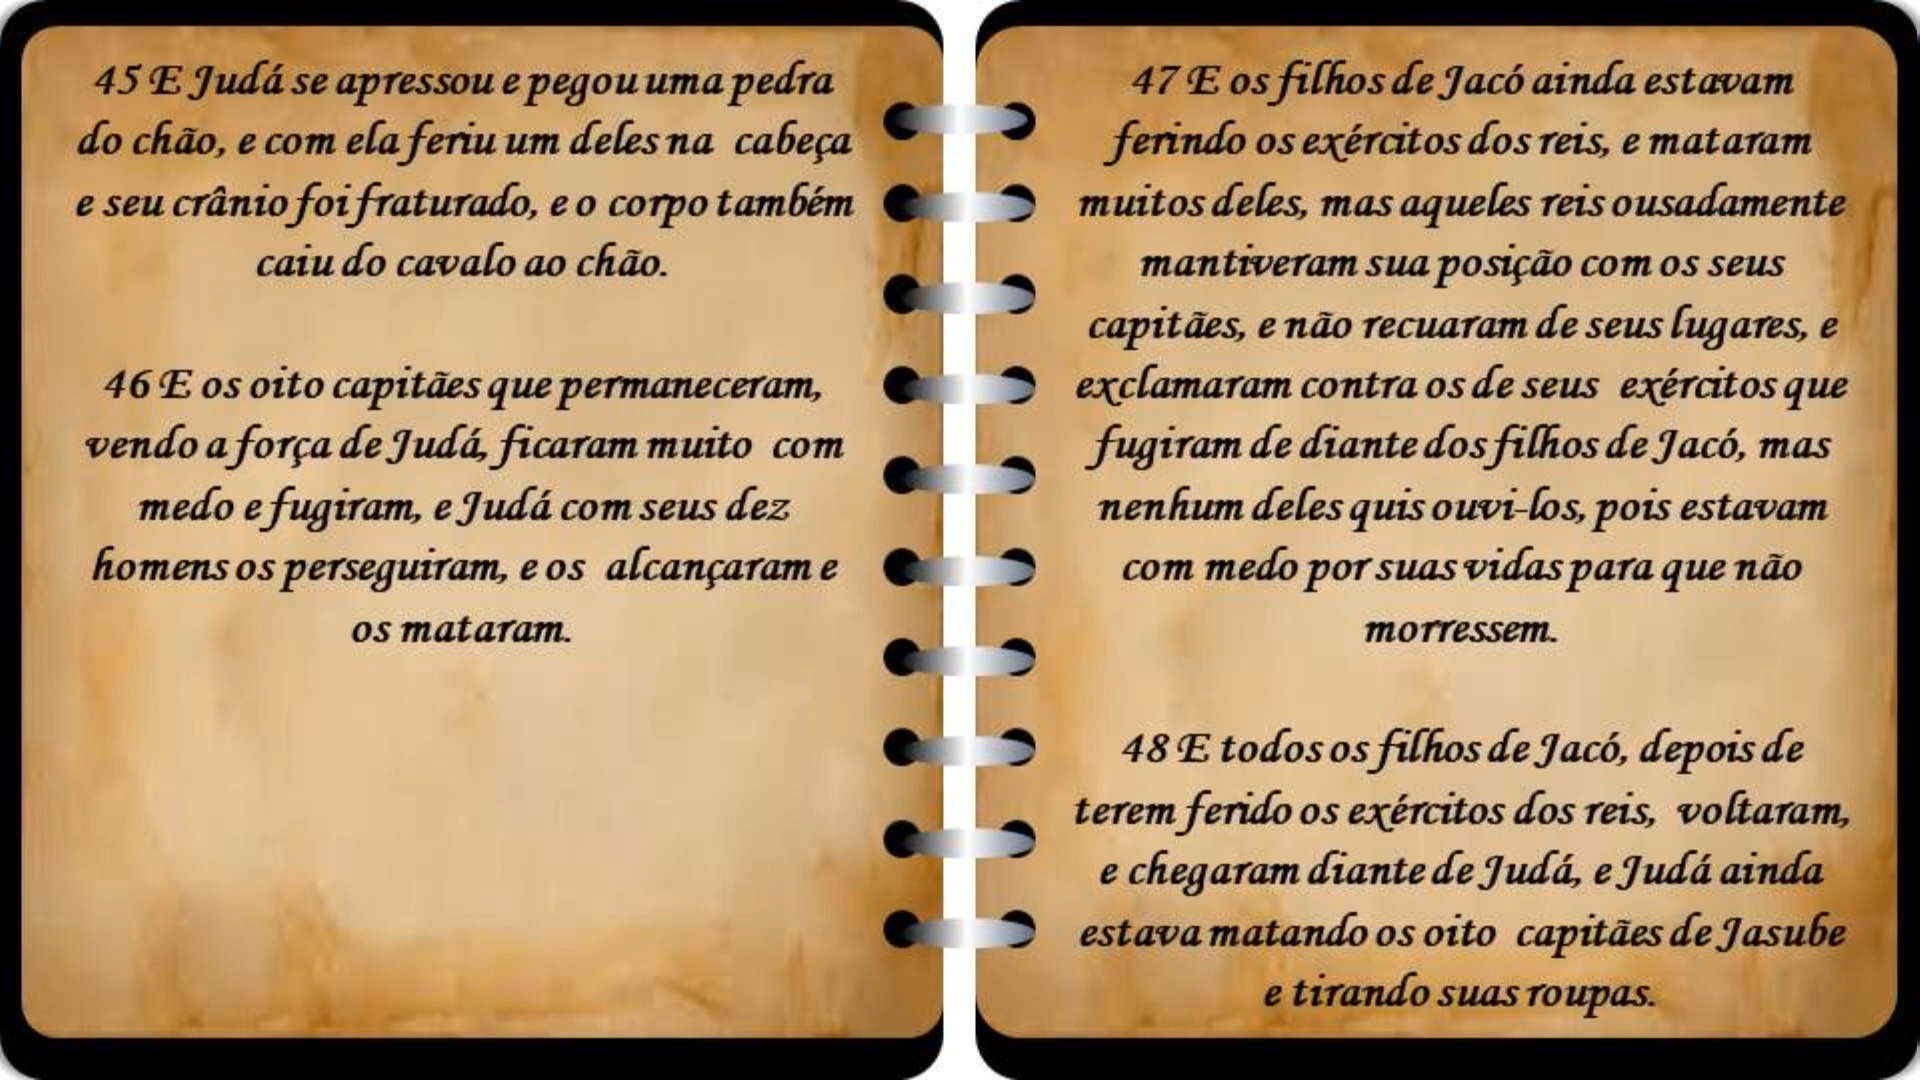 45 E Judá se apressou e pegou uma pedra
do chão, e com ela feriu um deles na cabeça
e seu crânio foi fraturado, e o corpo também
caiu do cavalo ao chão.
46 E os oito capitães que permaneceram,
vendo a força de Judá, ficaram muito com
medo e fugiram, e Judá com seus dez
homens os perseguiram, e os alcançaram e
os mataram.
47 E os filhos de Jacó ainda estavam
ferindo os exércitos dos reis, e mataram
muitos deles, mas aqueles reis ousadamente
mantiveram sua posição com os seus
capitães, e não recuaram de seus lugares, e
exclamaram contra os de seus exércitos que
fugiram de diante dos filhos de Jacó, mas
nenhum deles quis ouvi-los, pois estavam
com medo por suas vidas para que não
morressem.
48 E todos os filhos de Jacó, depois de
terem ferido os exércitos dos reis, voltaram,
e chegaram diante de Judá, e Judá ainda
estava matando os oito capitães de Jasube
e tirando suas roupas.